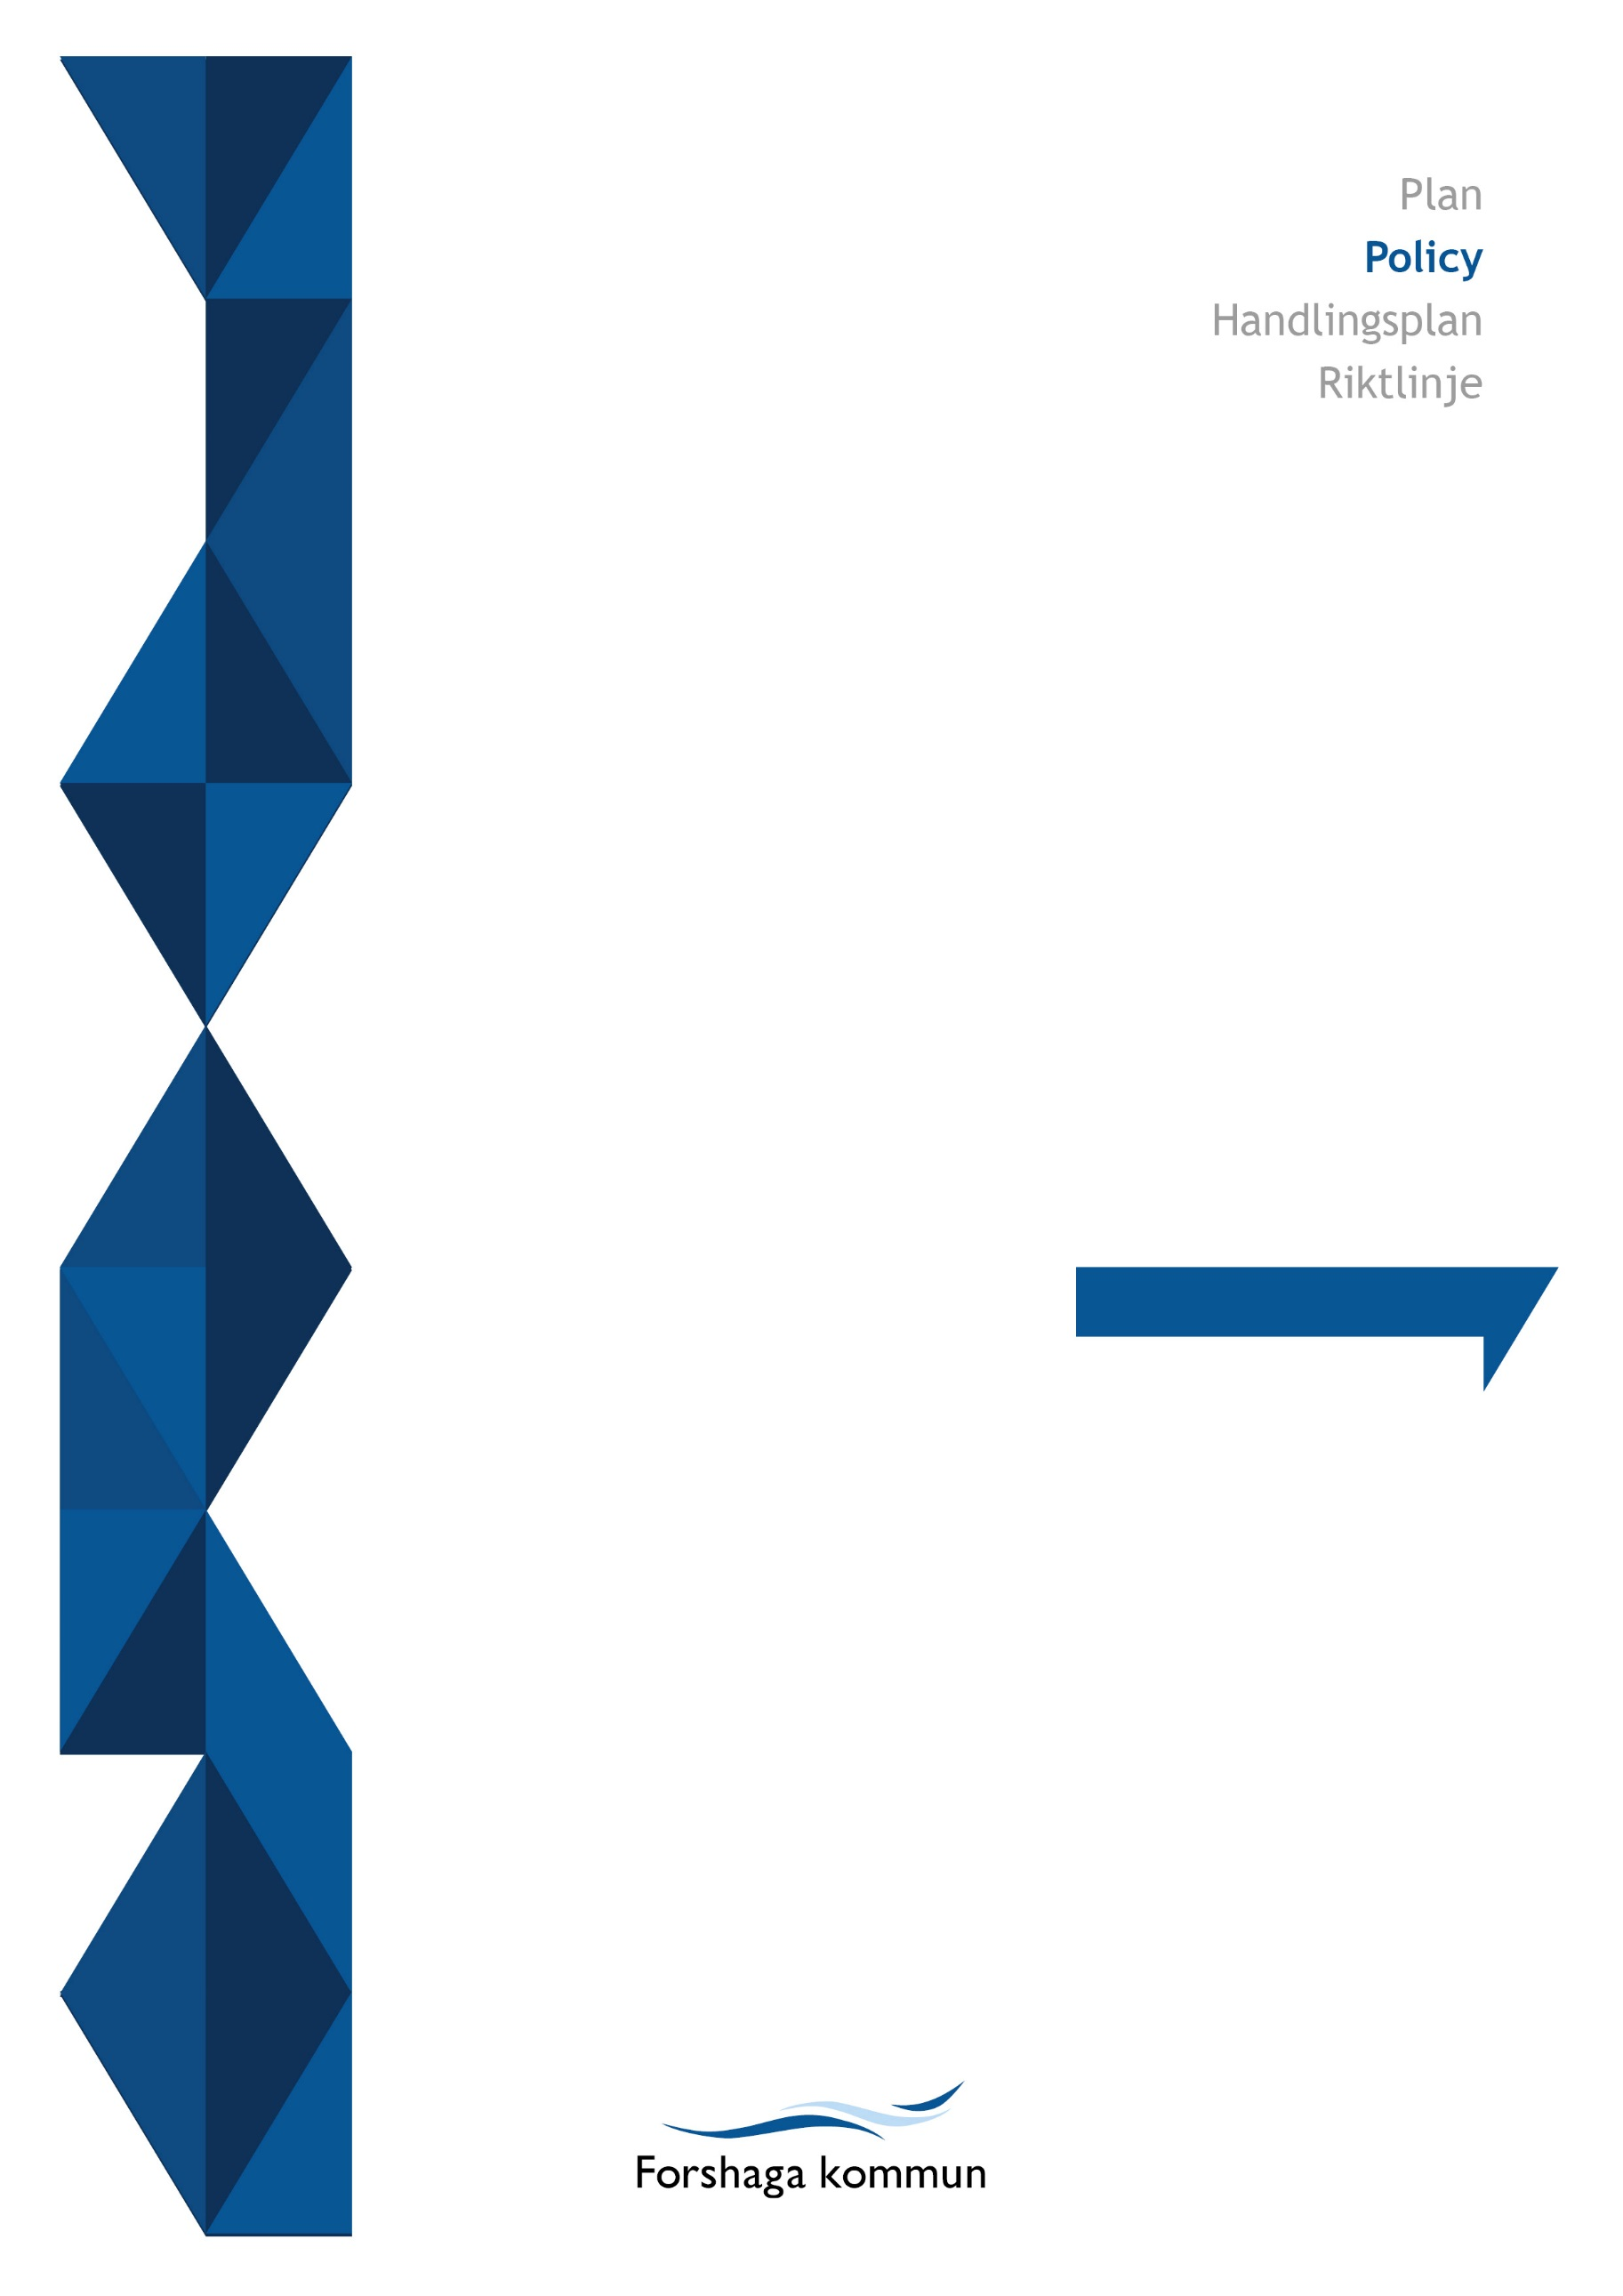 Plan
Policy
Handlingsplan
Riktlinje
Forshaga kommun